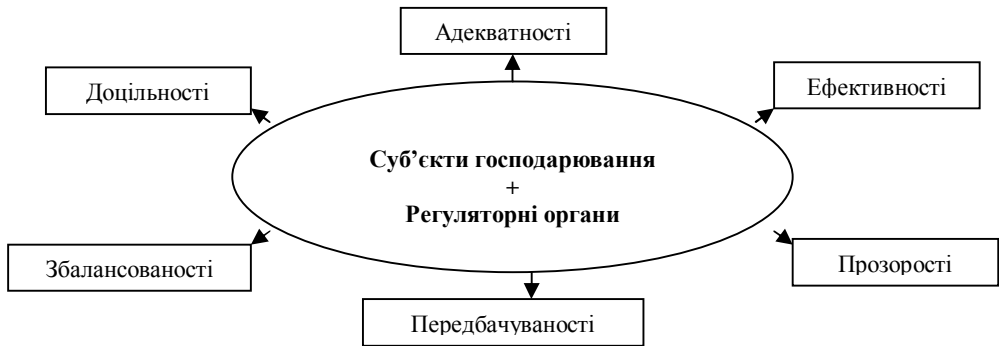 Адекватності
Доцільності
Ефективності
Суб’єкти господарювання
+
Регуляторні органи
Збалансованості
Прозорості
Передбачуваності